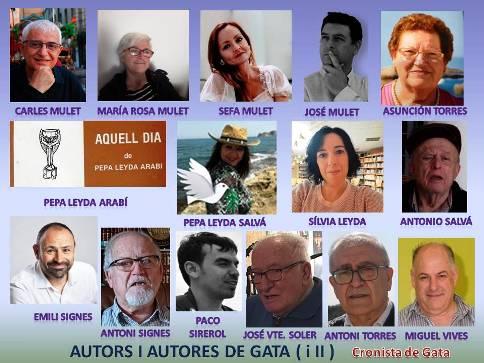 CARLES MULET
MARÍA ROSA MULET
SEFA MULET
JOSÉ MULET
ASUNCIÓN TORRES
AQUELL DIA
de
PEPA LEYDA ARABI
PEPA LEYDA ARABÍ
PEPA LEYDA SALVÁ
SÍLVIA LEYDA
ANTONIO SALVÁ
EMILI SIGNES
ANTONI SIGNES
PACO
SIREROL
JOSÉ VTE. SOLER
ANTONI TORRES
MIGUEL VIVES
AUTORS I AUTORES DE GATA ( i II )
Cronista de Gata